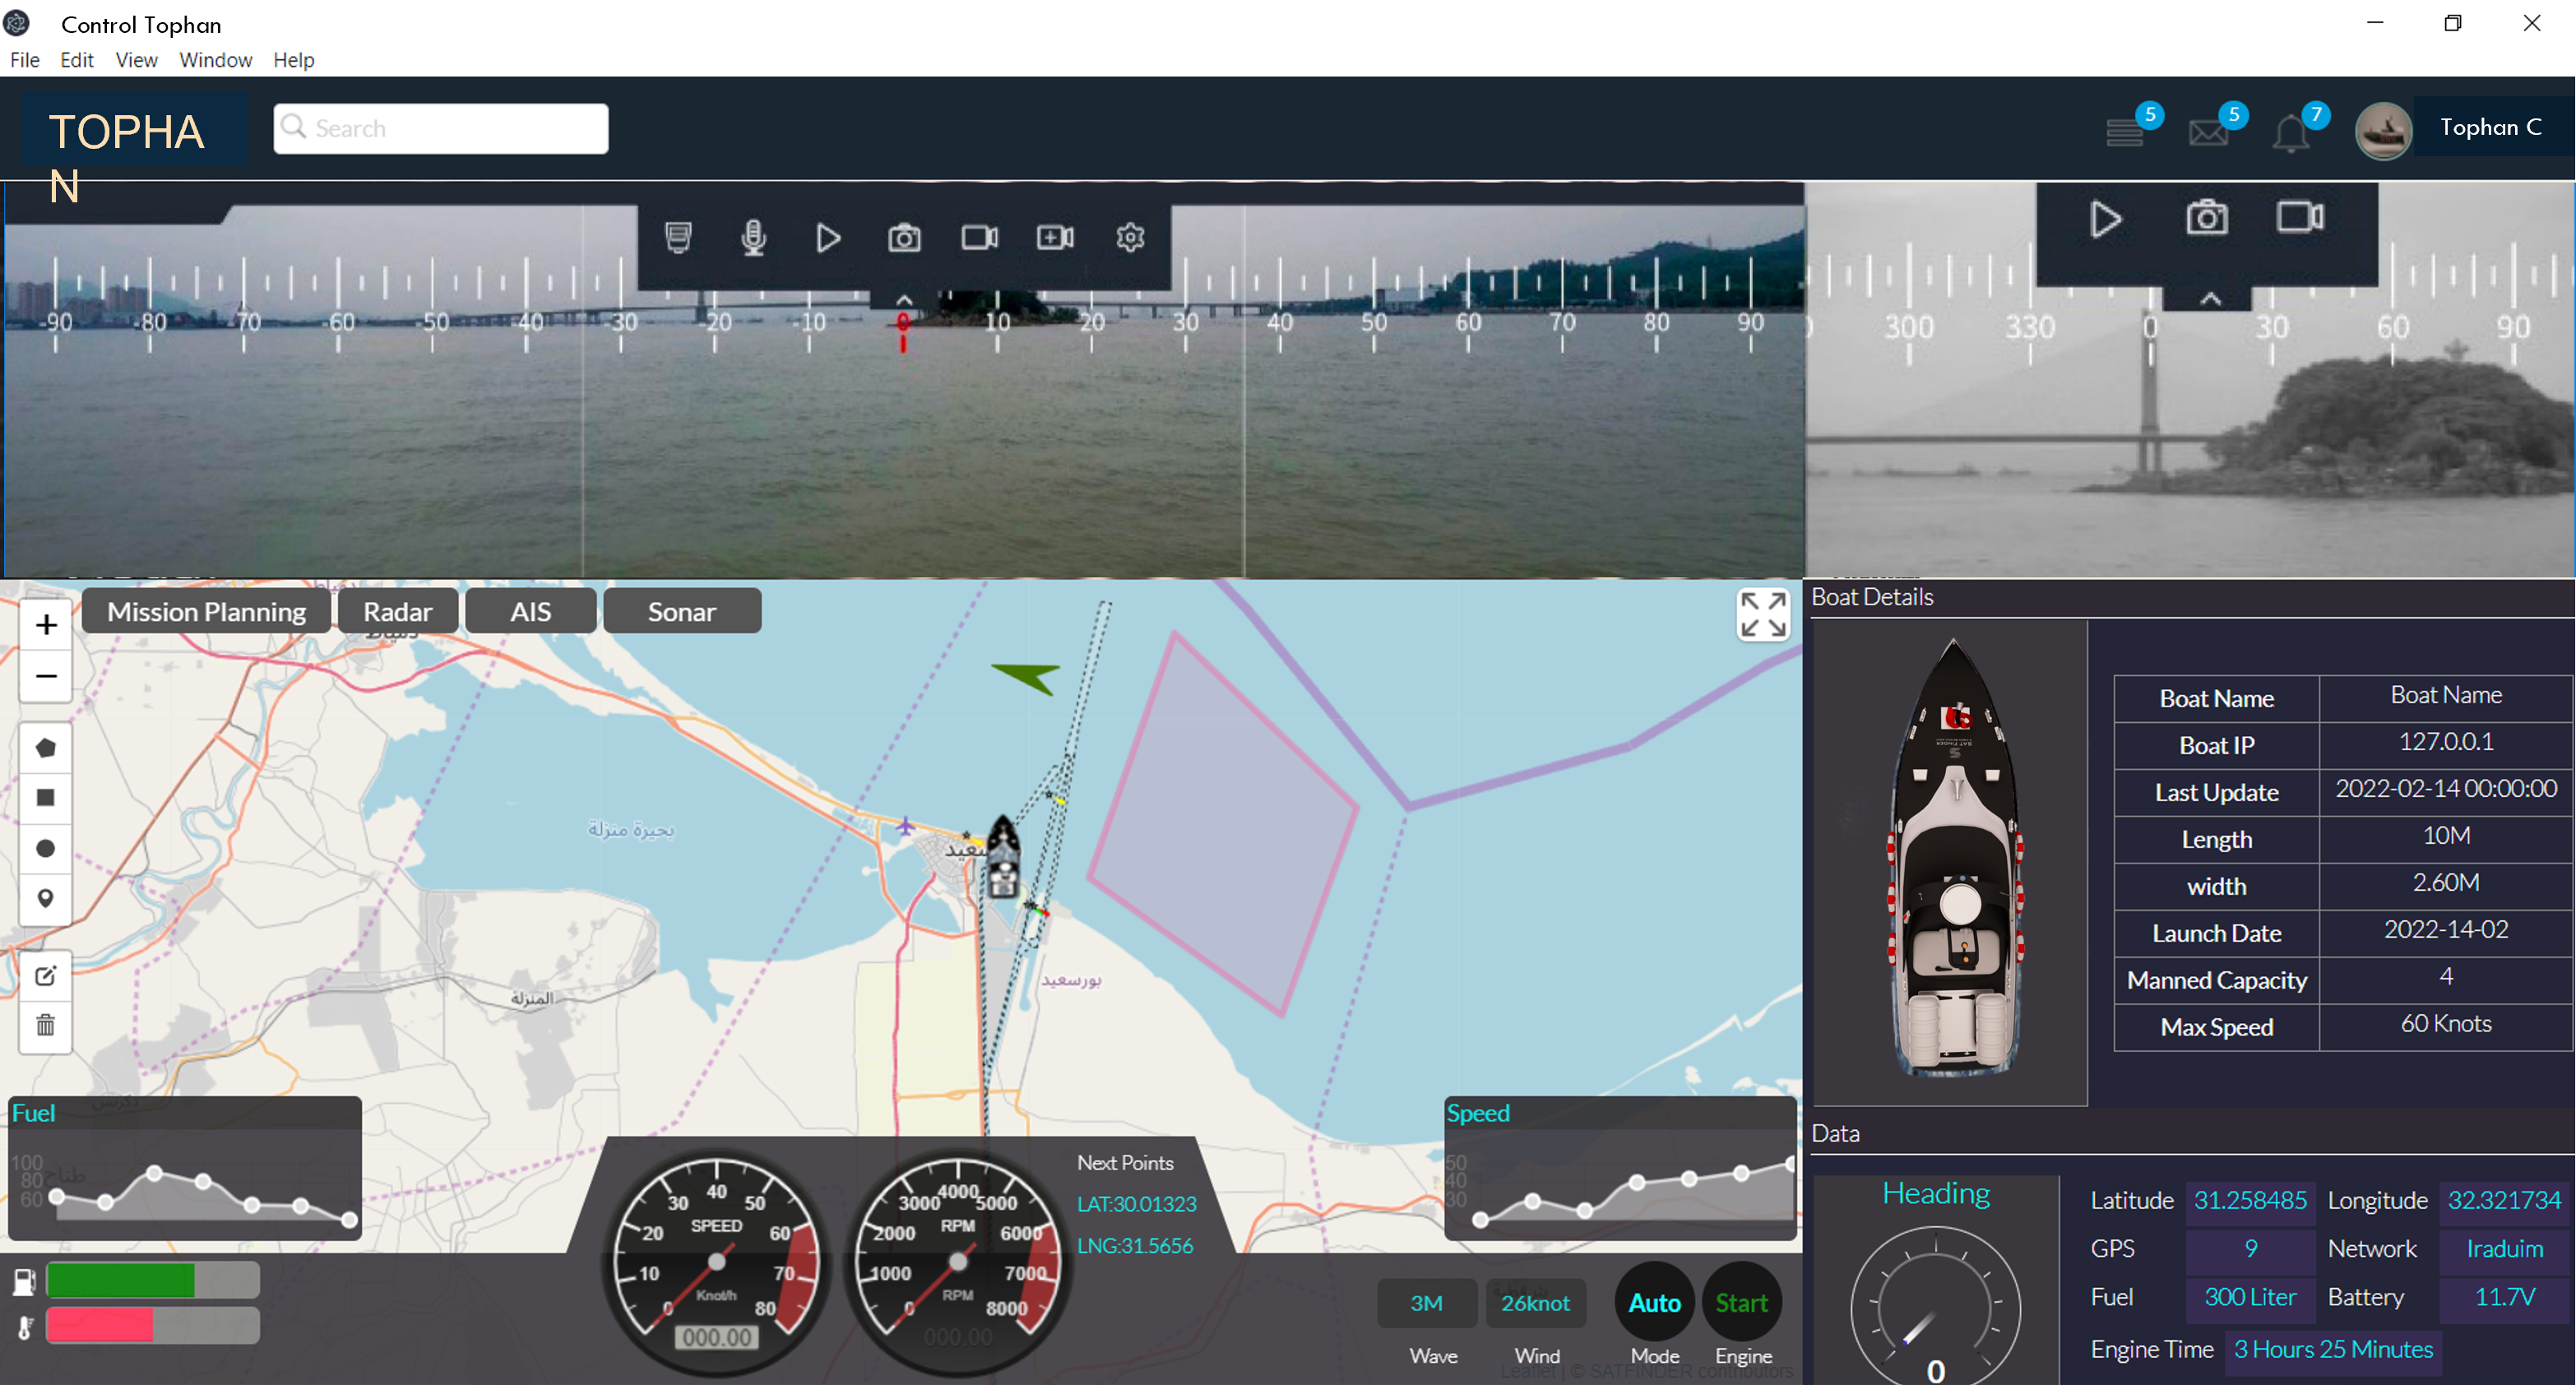 Control Tophan
File Edit View Window Help
TOPHA
N
Search
5 5 7 Tophan C
-90 -80 -70 -60 -50 -40 -30 -20 -10 0 10 20 30 40 50 60 70 80 90
300 330 0 30 60 90
Mission Planning Radar AIS Sonar
+
−
بحيرة منزلة
المنزلة
بورسعيد
Fuel
100
80
60
طناح
SPEED
0 10 20 30 40 50 60 70 80
Knot/h
000.00
RPM
0 1000 2000 3000 4000 5000 6000 7000 8000
RPM
000.00
Next Points
LAT:30.01323
LNG:31.5656
Speed
50
40
30
3M 26knot Auto Start
Wave Wind Mode Engine
Leaflet | © SATFINDER contributors
Boat Details
SAT FINDER
Boat Name Boat Name
Boat IP 127.0.0.1
Last Update 2022-02-14 00:00:00
Length 10M
width 2.60M
Launch Date 2022-14-02
Manned Capacity 4
Max Speed 60 Knots
Data
Heading
0
Latitude 31.258485 Longitude 32.321734
GPS 9 Network Iraduim
Fuel 300 Liter Battery 11.7V
Engine Time 3 Hours 25 Minutes